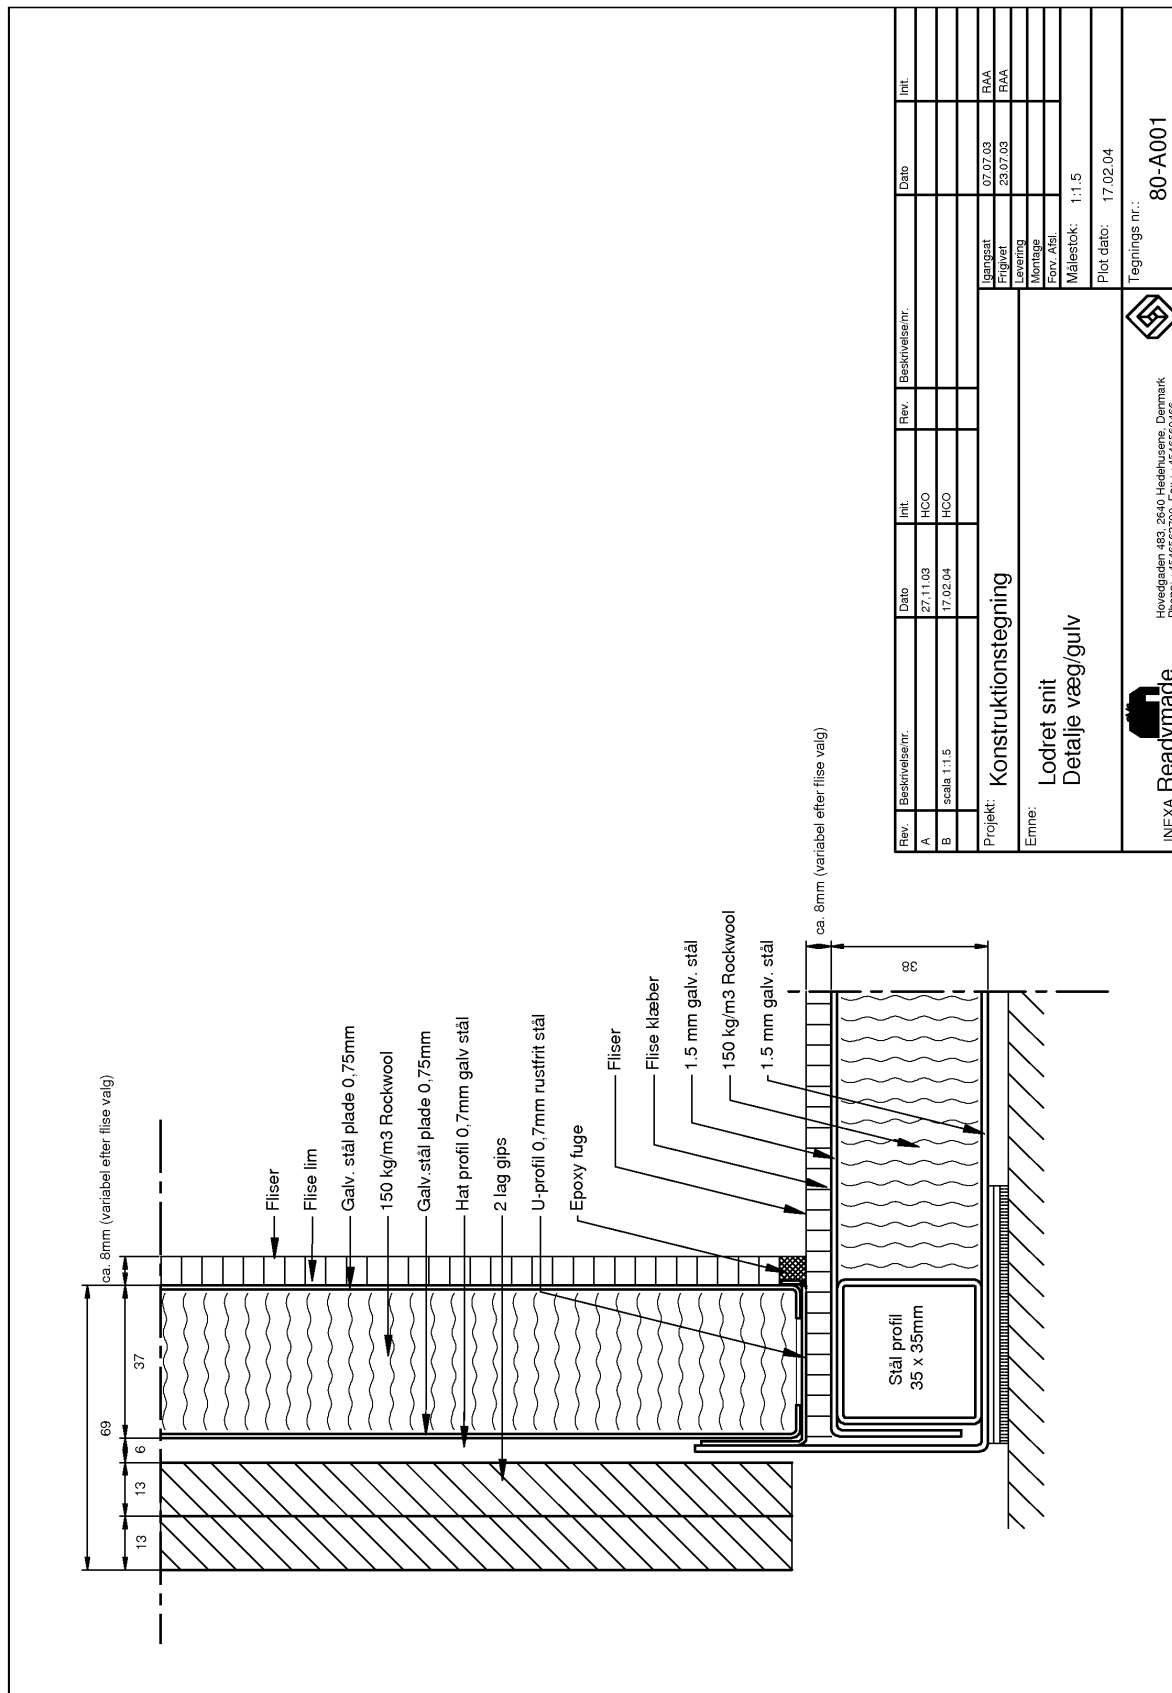 ca. 8mm (variabel efter flise valg)
69
37
6
13
13
Fliser
Flise lim
Galv. stål plade 0,75mm
150 kg/m3 Rockwool
Galv.stål plade 0,75mm
Hat profil 0,7mm galv stål
2 lag gips
U-profil 0,7mm rustfrit stål
Epoxy fuge
Fliser
Flise klæber
1.5 mm galv. stål
150 kg/m3 Rockwool
1.5 mm galv. stål
ca. 8mm (variabel efter flise valg)
38
Stål profil
35 x 35mm
Rev. Beskrivelse/nr. Dato Init. Rev. Beskrivelse/nr. Dato Init.
A 27.11.03 HCO
B scala 1:1.5 17.02.04 HCO
Projekt: Konstruktionstegning
Igangsat 07.07.03 RAA
Frigivet 23.07.03 RAA
Levering
Montage
Forv. Afsl.
Emne:
Lodret snit
Detalje væg/gulv
Målestok: 1:1.5
Plot dato: 17.02.04
INEXA Readymade
Hovedgaden 483, 2640 Hedehusene, Denmark
Tegnings nr.:
80-A001